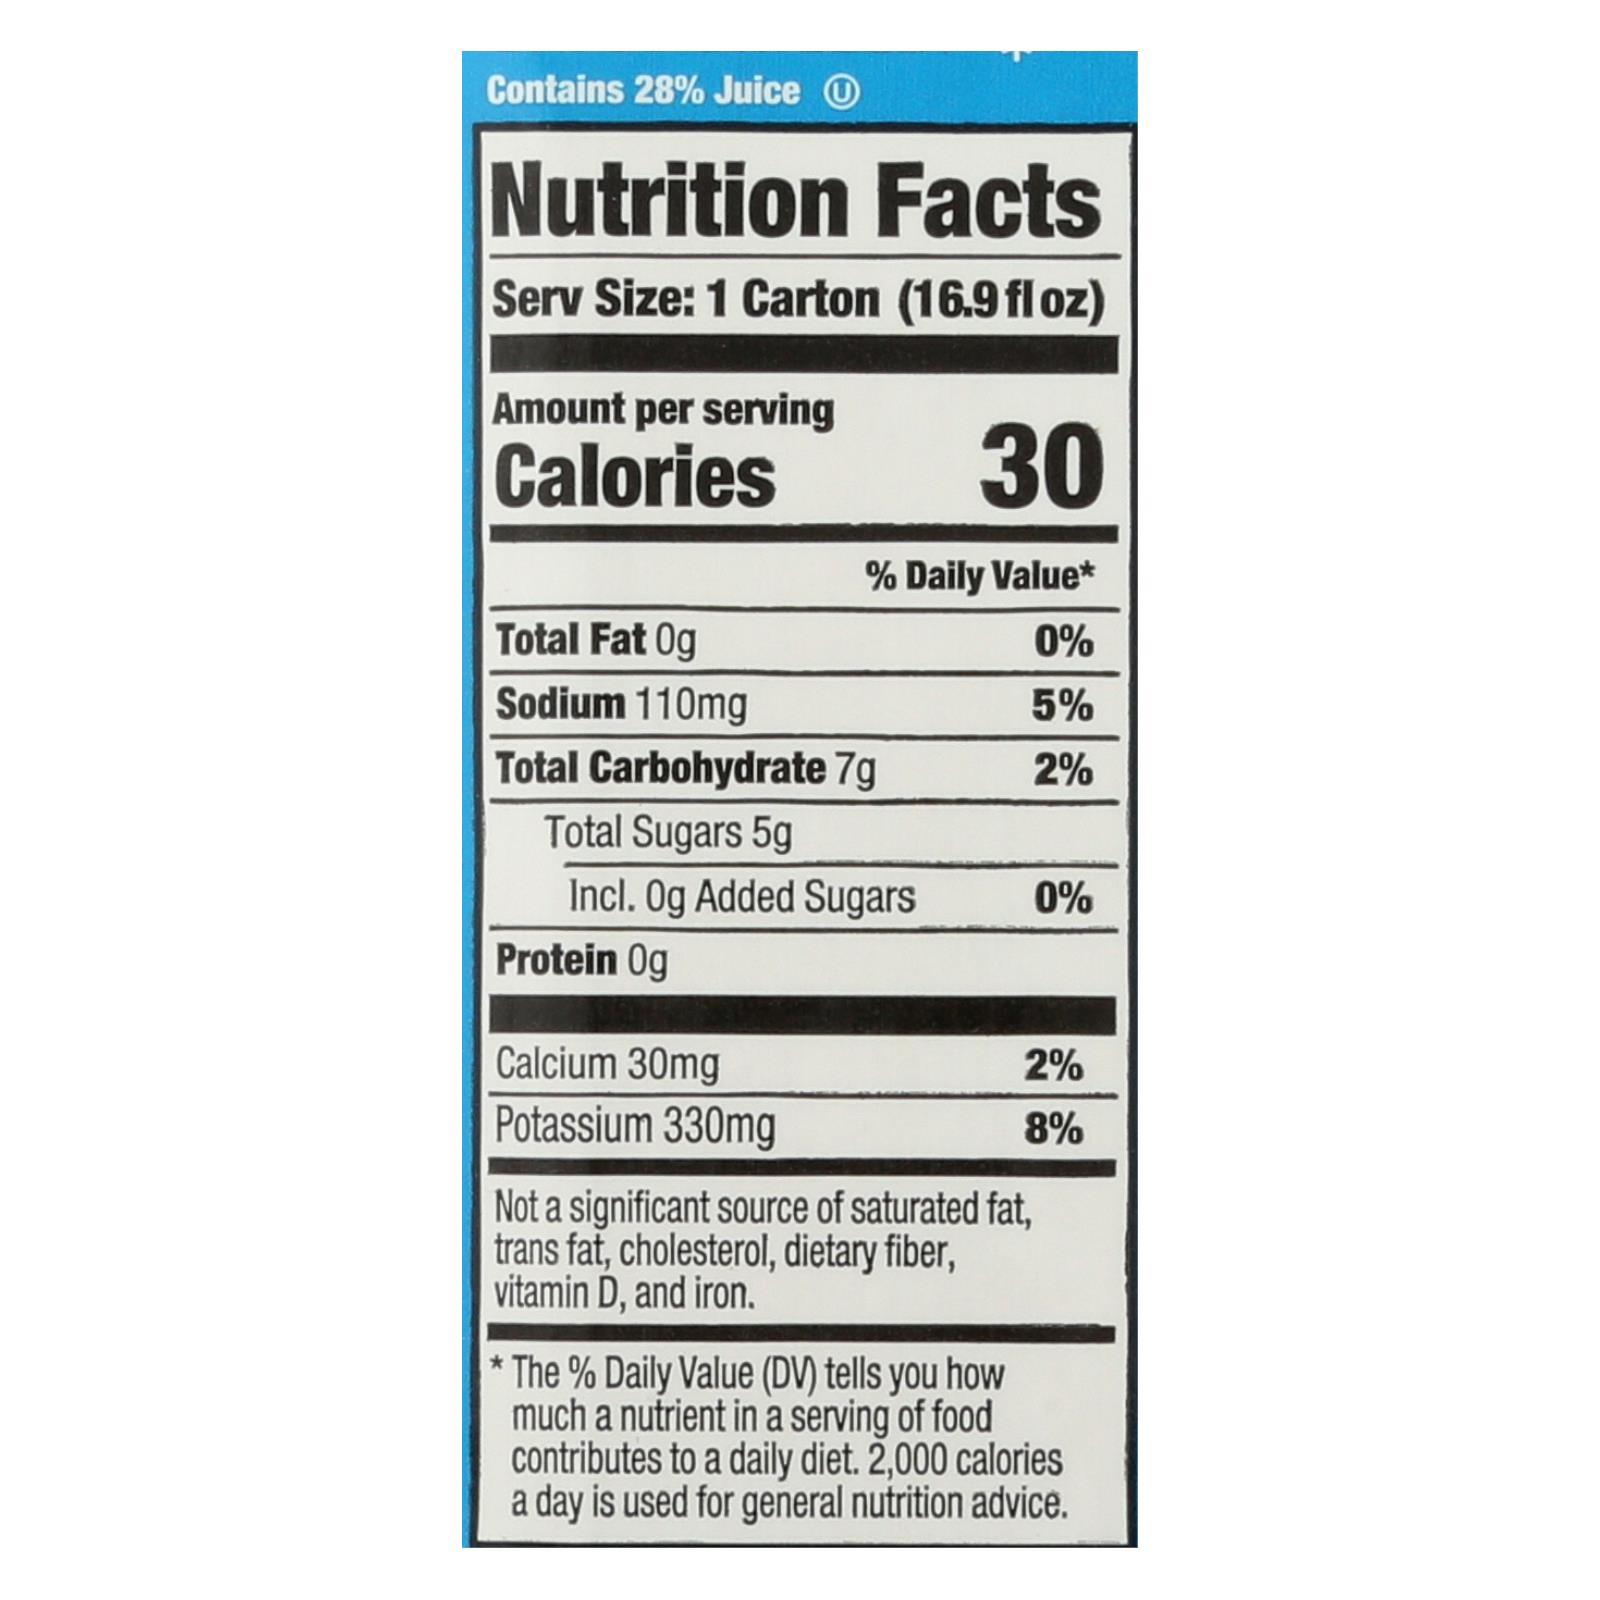 Contains 28% Juice Ⓤ
Nutrition Facts
Serv Size: 1 Carton (16.9 fl oz)
Amount per serving
Calories 30
% Daily Value*
Total Fat 0g 0%
Sodium 110mg 5%
Total Carbohydrate 7g 2%
Total Sugars 5g
Incl. 0g Added Sugars 0%
Protein 0g
Calcium 30mg 2%
Potassium 330mg 8%
Not a significant source of saturated fat,
trans fat, cholesterol, dietary fiber,
vitamin D, and iron.
* The % Daily Value (DV) tells you how
much a nutrient in a serving of food
contributes to a daily diet. 2,000 calories
a day is used for general nutrition advice.